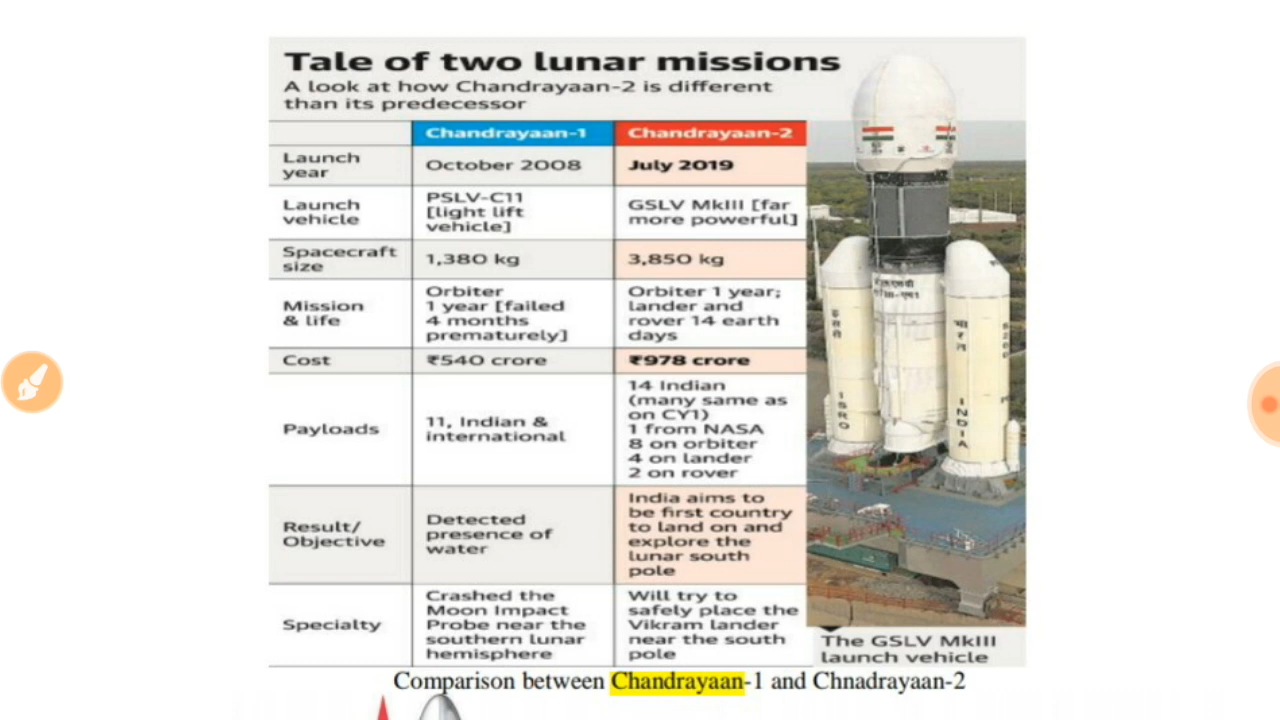 Tale of two lunar missions
A look at how Chandrayaan-2 is different
than its predecessor
Chandrayaan-1
Chandrayaan-2
Launch
year
October 2008
July 2019
Launch
vehicle
PSLV-C11
[light lift
vehicle]
GSLV MkIII [far
more powerful]
Spacecraft
size
1,380 kg
3,850 kg
Mission
& life
Orbiter
1 year [failed
4 months
prematurely]
Orbiter 1 year;
lander and
rover 14 earth
days
Cost
₹540 crore
₹978 crore
Payloads
11, Indian &
international
14 Indian
(many same as
on CY1)
1 from NASA
8 on orbiter
4 on lander
2 on rover
Result/
Objective
Detected
presence of
water
India aims to
be first country
to land on and
explore the
lunar south
pole
Specialty
Crashed the
Moon Impact
Probe near the
southern lunar
hemisphere
Will try to
safely place the
Vikram lander
near the south
pole
भारत
ISRO
INDIA
The GSLV MkIII
launch vehicle
Comparison between Chandrayaan-1 and Chnadrayaan-2